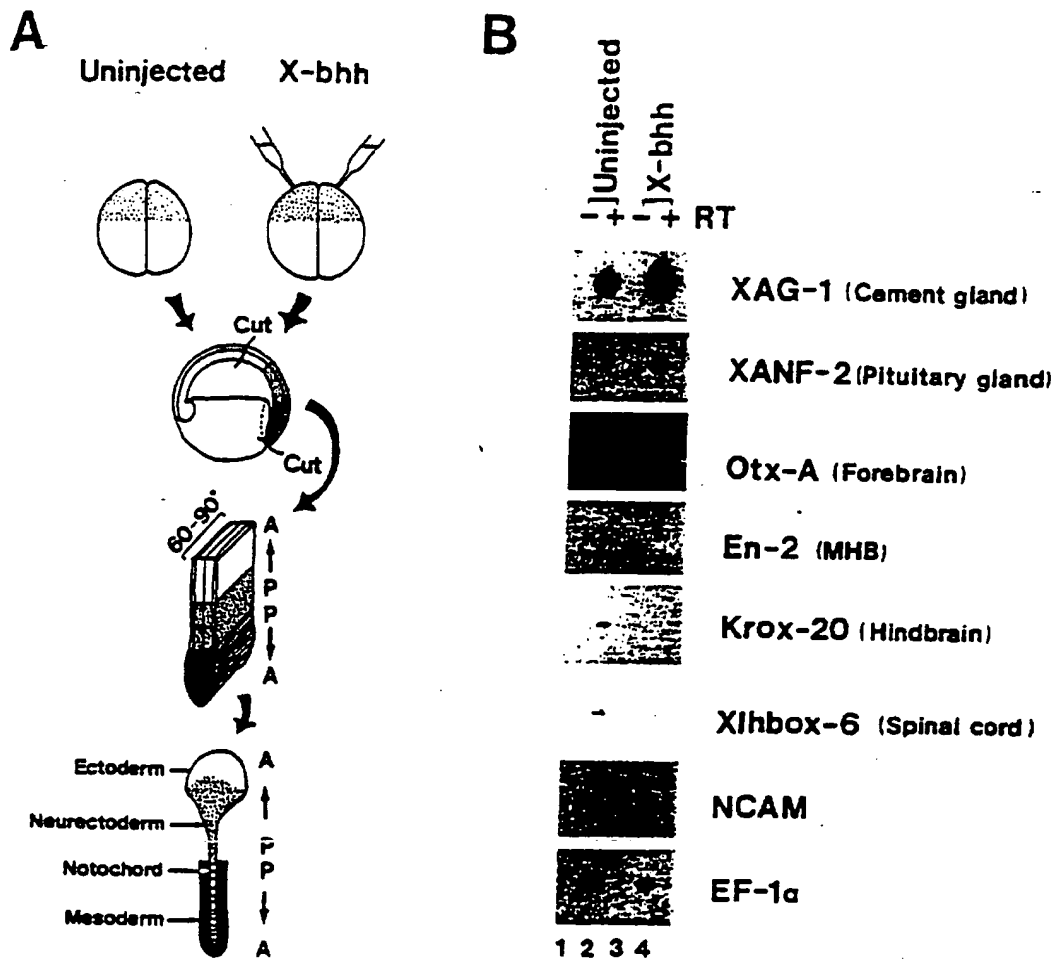 A
Uninjected X-bhh
Cut
Cut
60-90°
A
P
P
A
Ectoderm
Neurectoderm
Notochord
Mesoderm
A
P
P
A
B
Uninjected
X-bhh
- + - + RT
XAG-1 (Cement gland)
XANF-2 (Pituitary gland)
Otx-A (Forebrain)
En-2 (MHB)
Krox-20 (Hindbrain)
Xlhbox-6 (Spinal cord)
NCAM
EF-1α
1 2 3 4